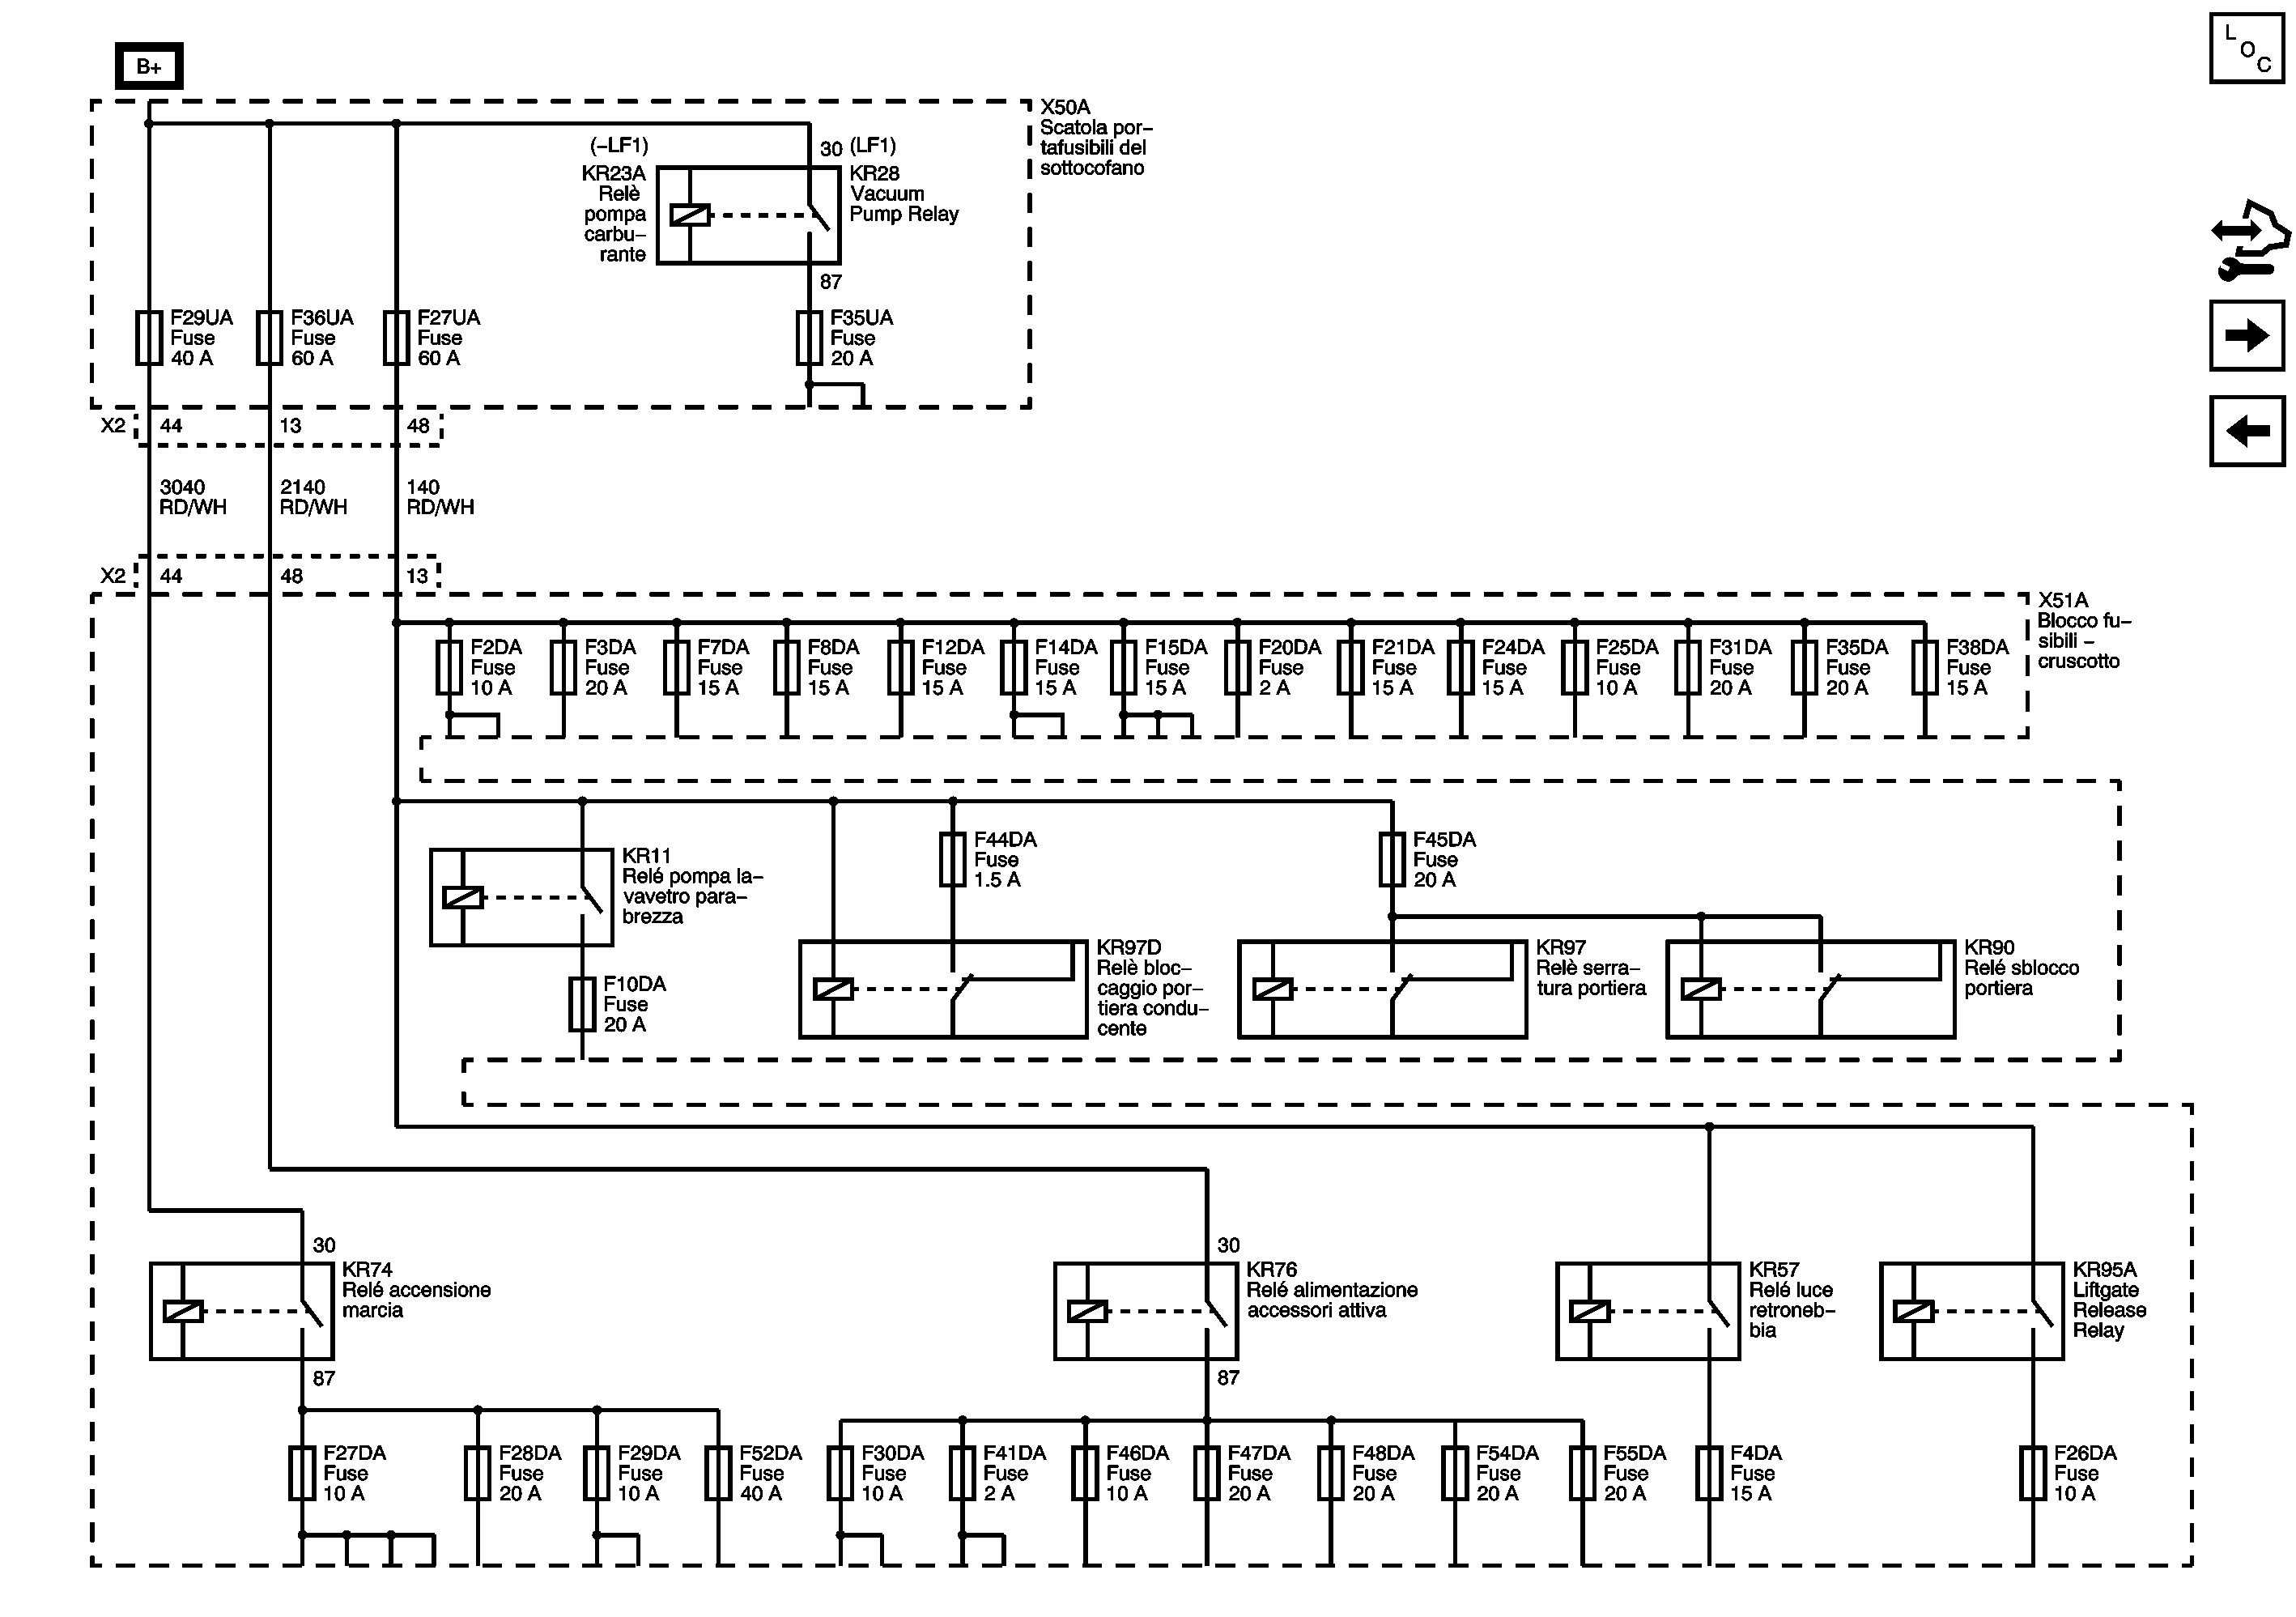 B+
L
O
C
X50A
Scatola por–
tafusibili del
sottocofano
(–LF1)
KR23A
Relè
pompa
carbu–
rante
30 (LF1)
KR28
Vacuum
Pump Relay
87
F29UA
Fuse
40 A
F36UA
Fuse
60 A
F27UA
Fuse
60 A
F35UA
Fuse
20 A
X2 44 13 48
3040
RD/WH
2140
RD/WH
140
RD/WH
X2 44 48 13
X51A
Blocco fu–
sibili –
cruscotto
F2DA
Fuse
10 A
F3DA
Fuse
20 A
F7DA
Fuse
15 A
F8DA
Fuse
15 A
F12DA
Fuse
15 A
F14DA
Fuse
15 A
F15DA
Fuse
15 A
F20DA
Fuse
2 A
F21DA
Fuse
15 A
F24DA
Fuse
15 A
F25DA
Fuse
10 A
F31DA
Fuse
20 A
F35DA
Fuse
20 A
F38DA
Fuse
15 A
KR11
Relé pompa la–
vavetro para–
brezza
F10DA
Fuse
20 A
F44DA
Fuse
1.5 A
F45DA
Fuse
20 A
KR97D
Relè bloc–
caggio por–
tiera condu–
cente
KR97
Relè serra–
tura portiera
KR90
Relé sblocco
portiera
30
KR74
Relé accensione
marcia
87
30
KR76
Relé alimentazione
accessori attiva
87
KR57
Relé luce
retroneb–
bia
KR95A
Liftgate
Release
Relay
F27DA
Fuse
10 A
F28DA
Fuse
20 A
F29DA
Fuse
10 A
F52DA
Fuse
40 A
F30DA
Fuse
10 A
F41DA
Fuse
2 A
F46DA
Fuse
10 A
F47DA
Fuse
20 A
F48DA
Fuse
20 A
F54DA
Fuse
20 A
F55DA
Fuse
20 A
F4DA
Fuse
15 A
F26DA
Fuse
10 A